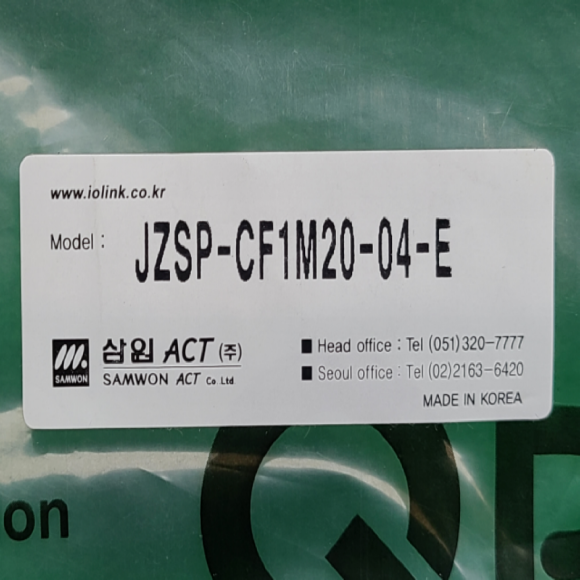 www.iolink.co.kr
Model : JZSP-CF1M20-04-E
SAMWON
삼원 ACT (주)
SAMWON ACT Co.Ltd
■ Head office : Tel (051)320-7777
■ Seoul office : Tel (02)2163-6420
MADE IN KOREA
on